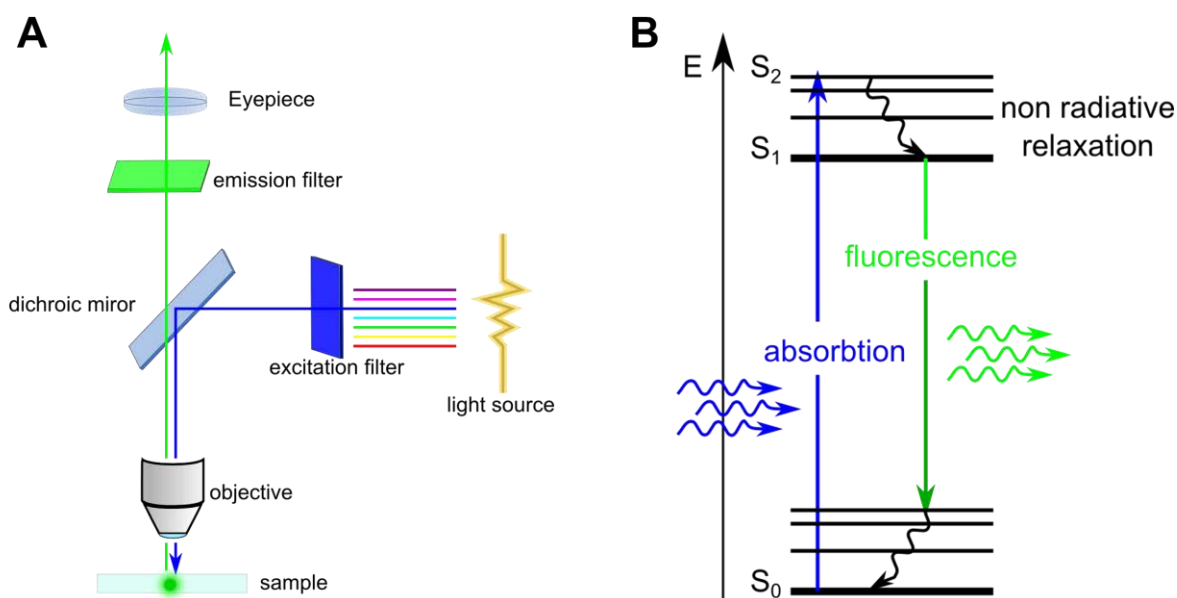 A
Eyepiece
emission filter
dichroic miror
excitation filter
light source
objective
sample
B
E
S₂
non radiative
relaxation
S₁
fluorescence
absorbtion
S₀